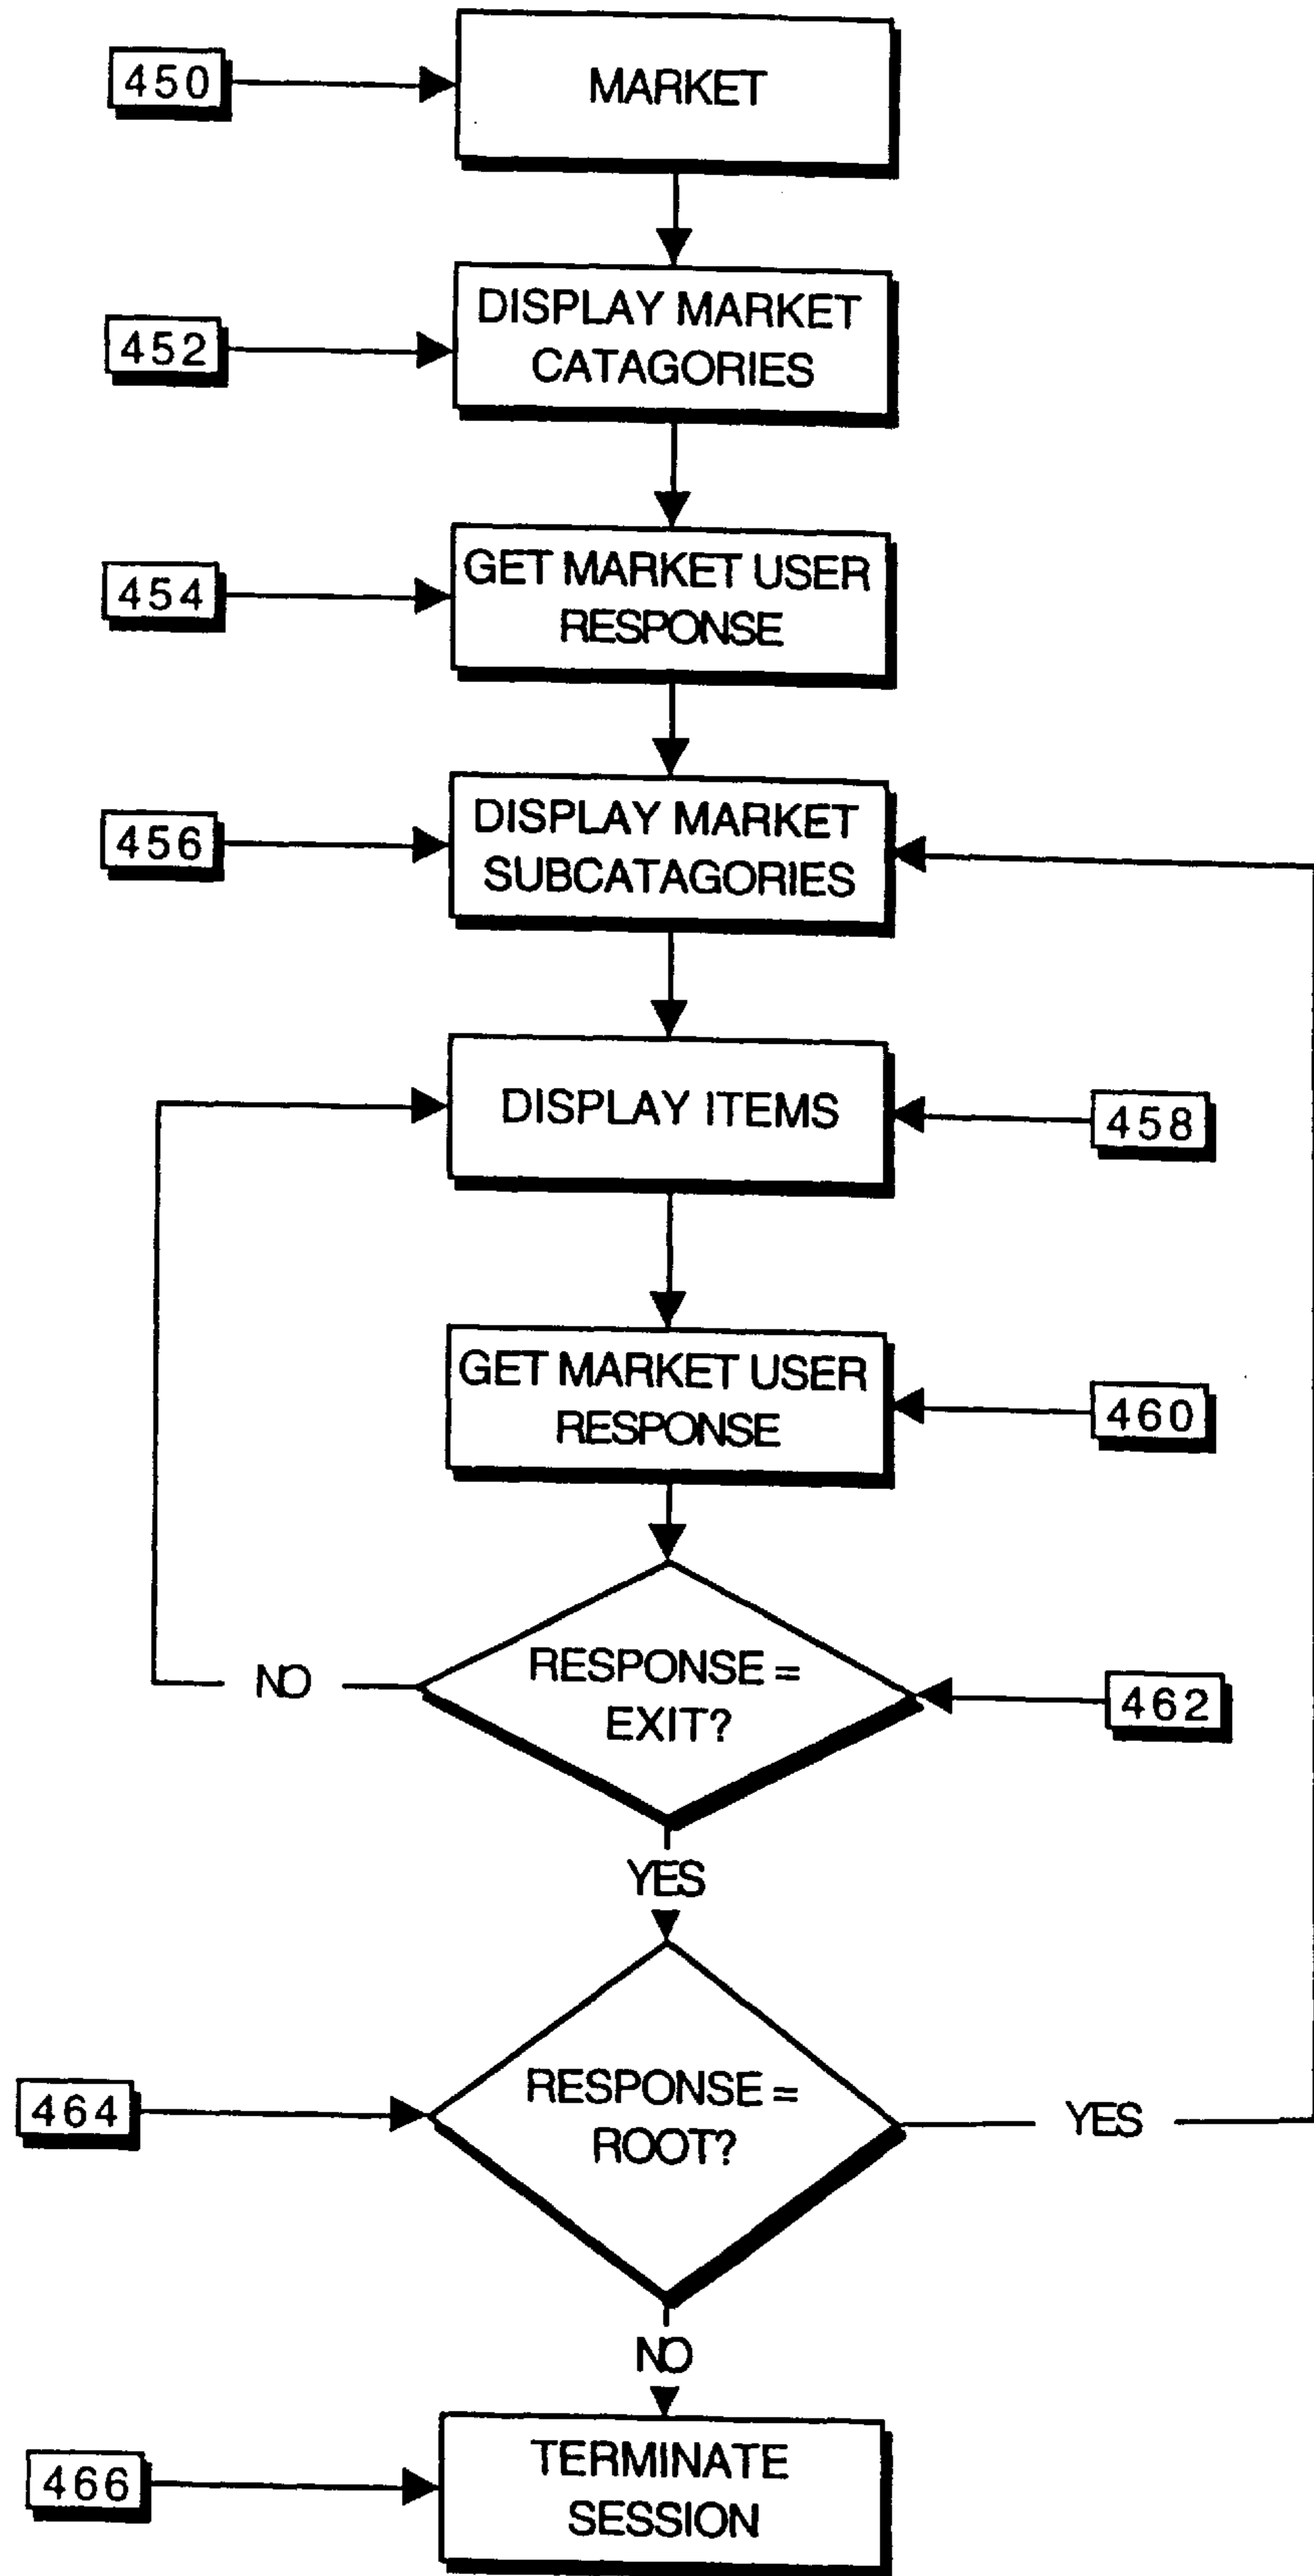 450
MARKET
452
DISPLAY MARKET
CATAGORIES
454
GET MARKET USER
RESPONSE
456
DISPLAY MARKET
SUBCATAGORIES
DISPLAY ITEMS
458
GET MARKET USER
RESPONSE
460
NO
RESPONSE =
EXIT?
462
YES
464
RESPONSE =
ROOT?
YES
NO
466
TERMINATE
SESSION